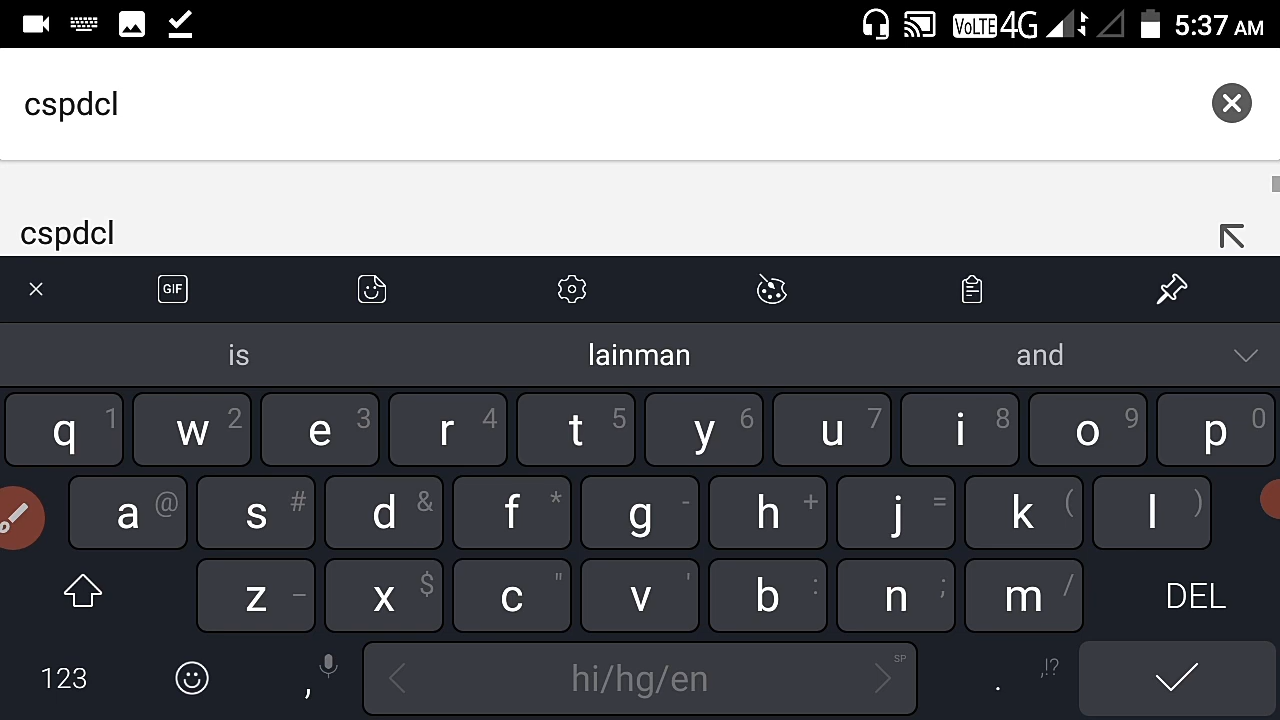 VoLTE 4G 5:37 AM
cspdcl
cspdcl
GIF
is lainman and
q 1 w 2 e 3 r 4 t 5 y 6 u 7 i 8 o 9 p 0
a @ s # d & f * g - h + j = k ( l )
z _ x $ c " v ' b : n ; m / DEL
123 , hi/hg/en SP . ,!?